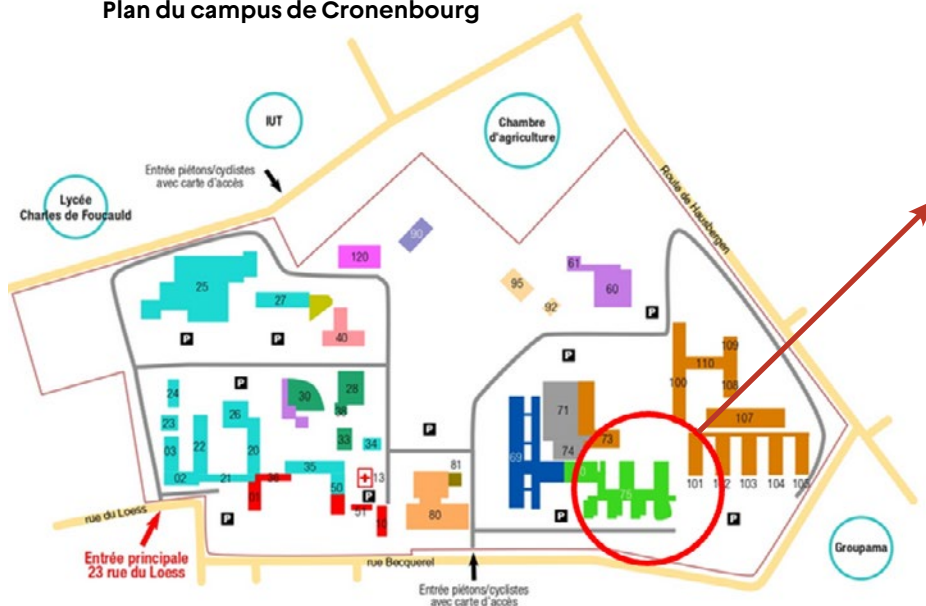 Plan du campus de Cronenbourg
IUT
Chambre
d'agriculture
Entrée piétons/cyclistes
avec carte d'accès
Lycée
Charles de Foucauld
Route de Hausbergen
90
120
25
27
40
95
92
61
60
P
P
P
P
P
P
24
23
03
22
26
20
30
28
38
33
34
02
21
36
35
01
50
51
13
P
10
P
81
80
69
71
74
73
75
P
100
110
109
108
107
101
102
103
104
105
P
rue du Loess
Entrée principale
23 rue du Loess
rue Becquerel
Entrée piétons/cyclistes
avec carte d'accès
Groupama